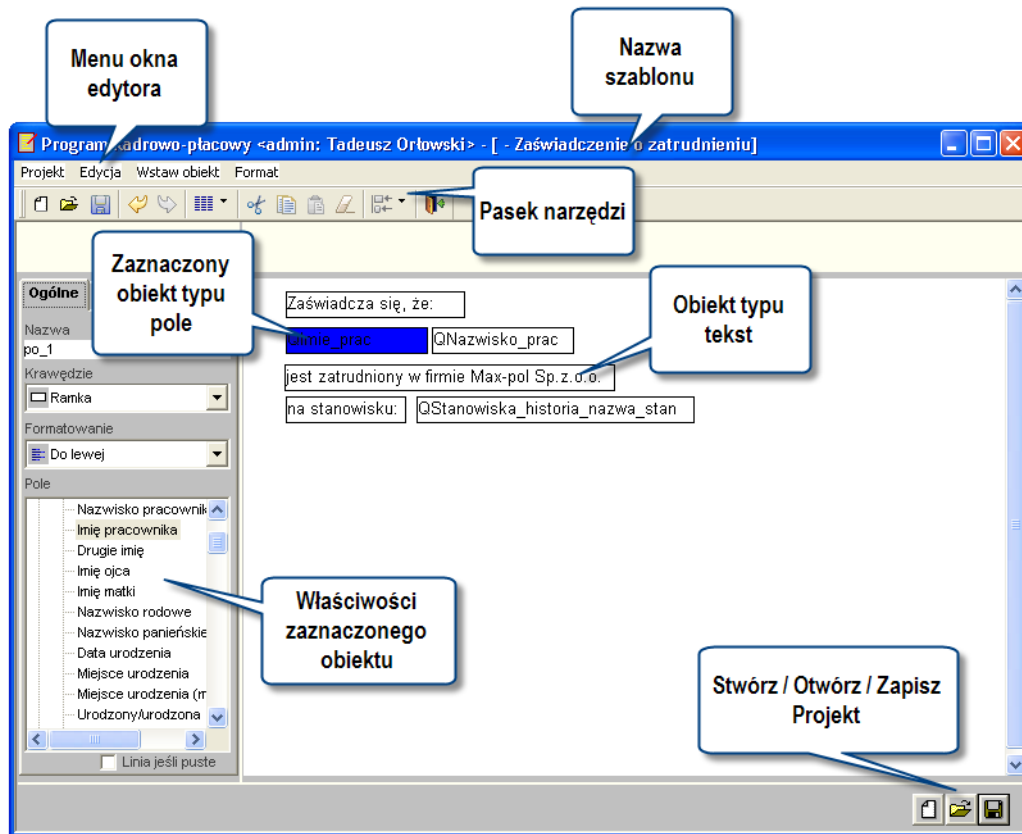 Menu okna
edytora
Nazwa
szablonu
Program kadrowo-płacowy <admin: Tadeusz Orłowski> - [ - Zaświadczenie o zatrudnieniu]
Projekt Edycja Wstaw obiekt Format
Pasek narzędzi
Zaznaczony
obiekt typu
pole
Obiekt typu
tekst
Ogólne
Nazwa
po_1
Krawędzie
Ramka
Formatowanie
Do lewej
Pole
Nazwisko pracownik
Imię pracownika
Drugie imię
Imię ojca
Imię matki
Nazwisko rodowe
Nazwisko panieńskie
Data urodzenia
Miejsce urodzenia
Miejsce urodzenia (m
Urodzony/urodzona
Linia jeśli puste
Zaświadcza się, że:
QImie_prac QNazwisko_prac
jest zatrudniony w firmie Max-pol Sp.z.o.o.
na stanowisku: QStanowiska_historia_nazwa_stan
Właściwości
zaznaczonego
obiektu
Stwórz / Otwórz / Zapisz
Projekt